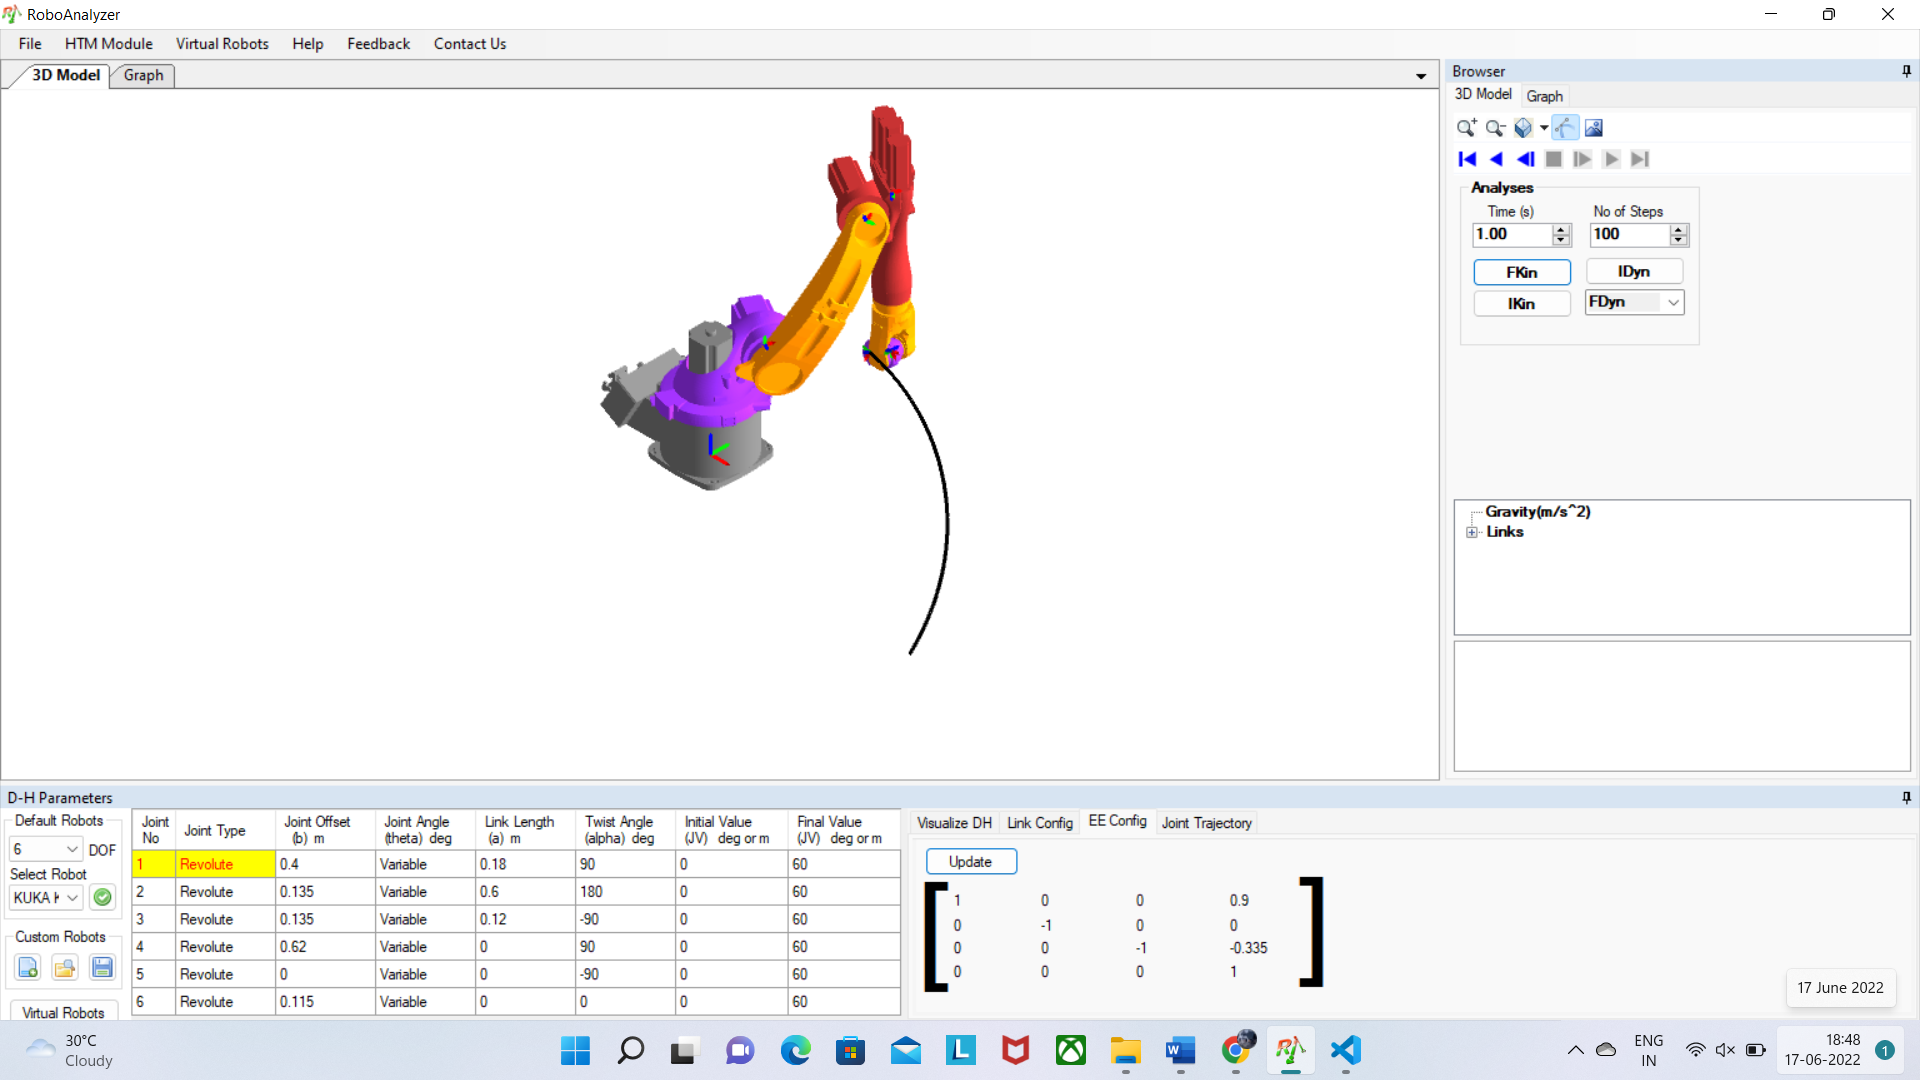 RoboAnalyzer
File HTM Module Virtual Robots Help Feedback Contact Us
3D Model Graph
Browser
3D Model Graph
Analyses
Time (s) No of Steps
1.00 100
FKin IDyn
IKin FDyn
Gravity(m/s^2)
Links
D-H Parameters
Default Robots
6 DOF
Select Robot
KUKA K
Custom Robots
Virtual Robots
Joint No Joint Type Joint Offset (b) m Joint Angle (theta) deg Link Length (a) m Twist Angle (alpha) deg Initial Value (JV) deg or m Final Value (JV) deg or m
1 Revolute 0.4 Variable 0.18 90 0 60
2 Revolute 0.135 Variable 0.6 180 0 60
3 Revolute 0.135 Variable 0.12 -90 0 60
4 Revolute 0.62 Variable 0 90 0 60
5 Revolute 0 Variable 0 -90 0 60
6 Revolute 0.115 Variable 0 0 0 60
Visualize DH Link Config EE Config Joint Trajectory
Update
1 0 0 0.9
0 -1 0 0
0 0 -1 -0.335
0 0 0 1
17 June 2022
30°C
Cloudy
ENG
IN
18:48
17-06-2022
1